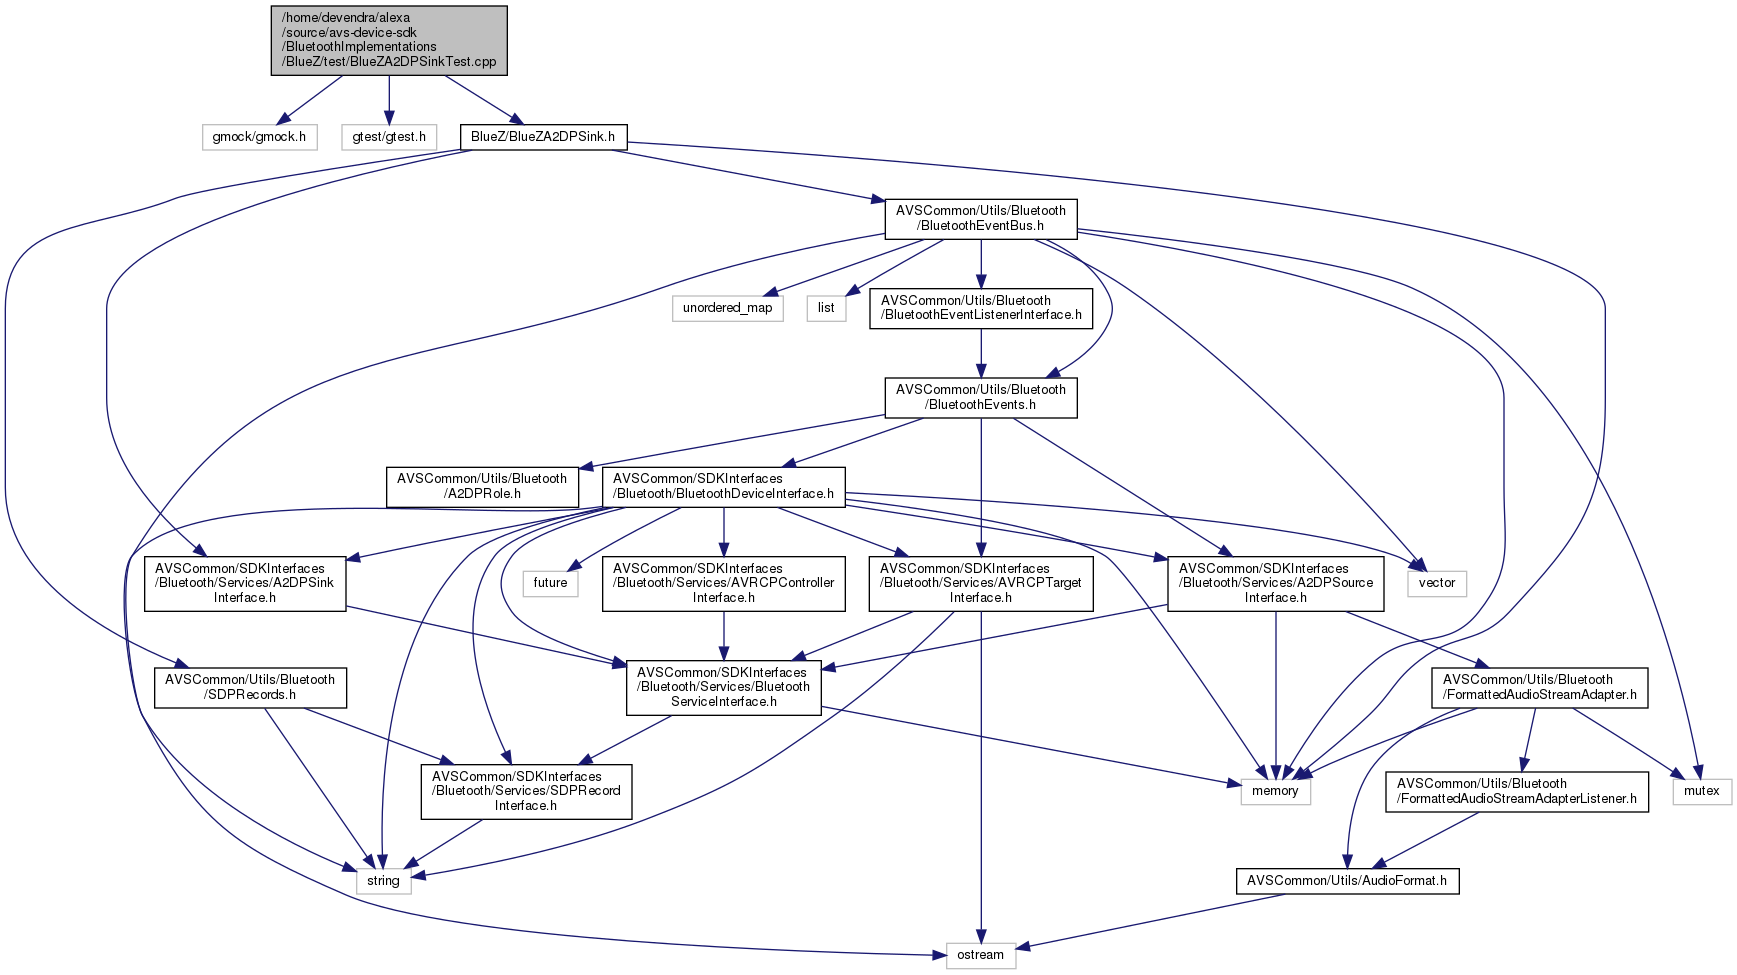 /home/devendra/alexa
/source/avs-device-sdk
/BluetoothImplementations
/BlueZ/test/BlueZA2DPSinkTest.cpp
gmock/gmock.h
gtest/gtest.h
BlueZ/BlueZA2DPSink.h
AVSCommon/Utils/Bluetooth
/BluetoothEventBus.h
unordered_map
list
AVSCommon/Utils/Bluetooth
/BluetoothEventListenerInterface.h
AVSCommon/Utils/Bluetooth
/BluetoothEvents.h
AVSCommon/Utils/Bluetooth
/A2DPRole.h
AVSCommon/SDKInterfaces
/Bluetooth/BluetoothDeviceInterface.h
AVSCommon/SDKInterfaces
/Bluetooth/Services/A2DPSink
Interface.h
future
AVSCommon/SDKInterfaces
/Bluetooth/Services/AVRCPController
Interface.h
AVSCommon/SDKInterfaces
/Bluetooth/Services/AVRCPTarget
Interface.h
AVSCommon/SDKInterfaces
/Bluetooth/Services/A2DPSource
Interface.h
vector
AVSCommon/Utils/Bluetooth
/SDPRecords.h
AVSCommon/SDKInterfaces
/Bluetooth/Services/Bluetooth
ServiceInterface.h
AVSCommon/Utils/Bluetooth
/FormattedAudioStreamAdapter.h
AVSCommon/SDKInterfaces
/Bluetooth/Services/SDPRecord
Interface.h
memory
AVSCommon/Utils/Bluetooth
/FormattedAudioStreamAdapterListener.h
mutex
string
AVSCommon/Utils/AudioFormat.h
ostream